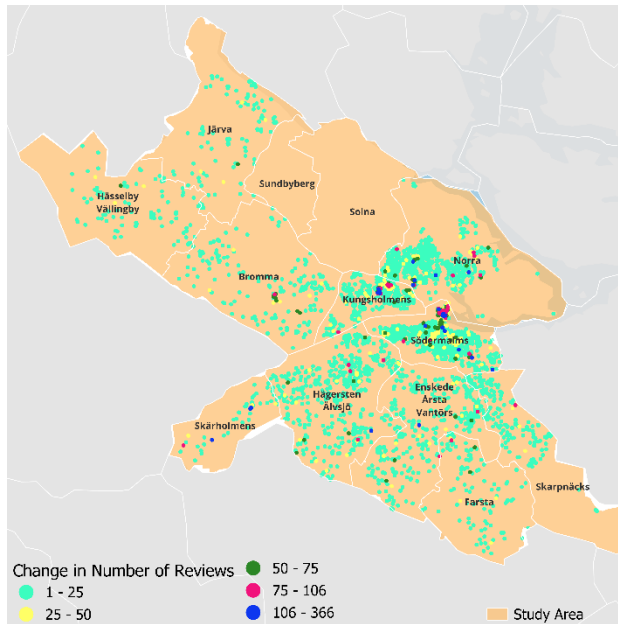 Järva
Sundbyberg
Hässelby
Vällingby
Solna
Norra
Bromma
Kungsholmens
Södermalms
Enskede
Årsta
Vantörs
Hägersten
Älvsjö
Skärholmens
Skarpnäcks
Farsta
Change in Number of Reviews
1 - 25
25 - 50
50 - 75
75 - 106
106 - 366
Study Area